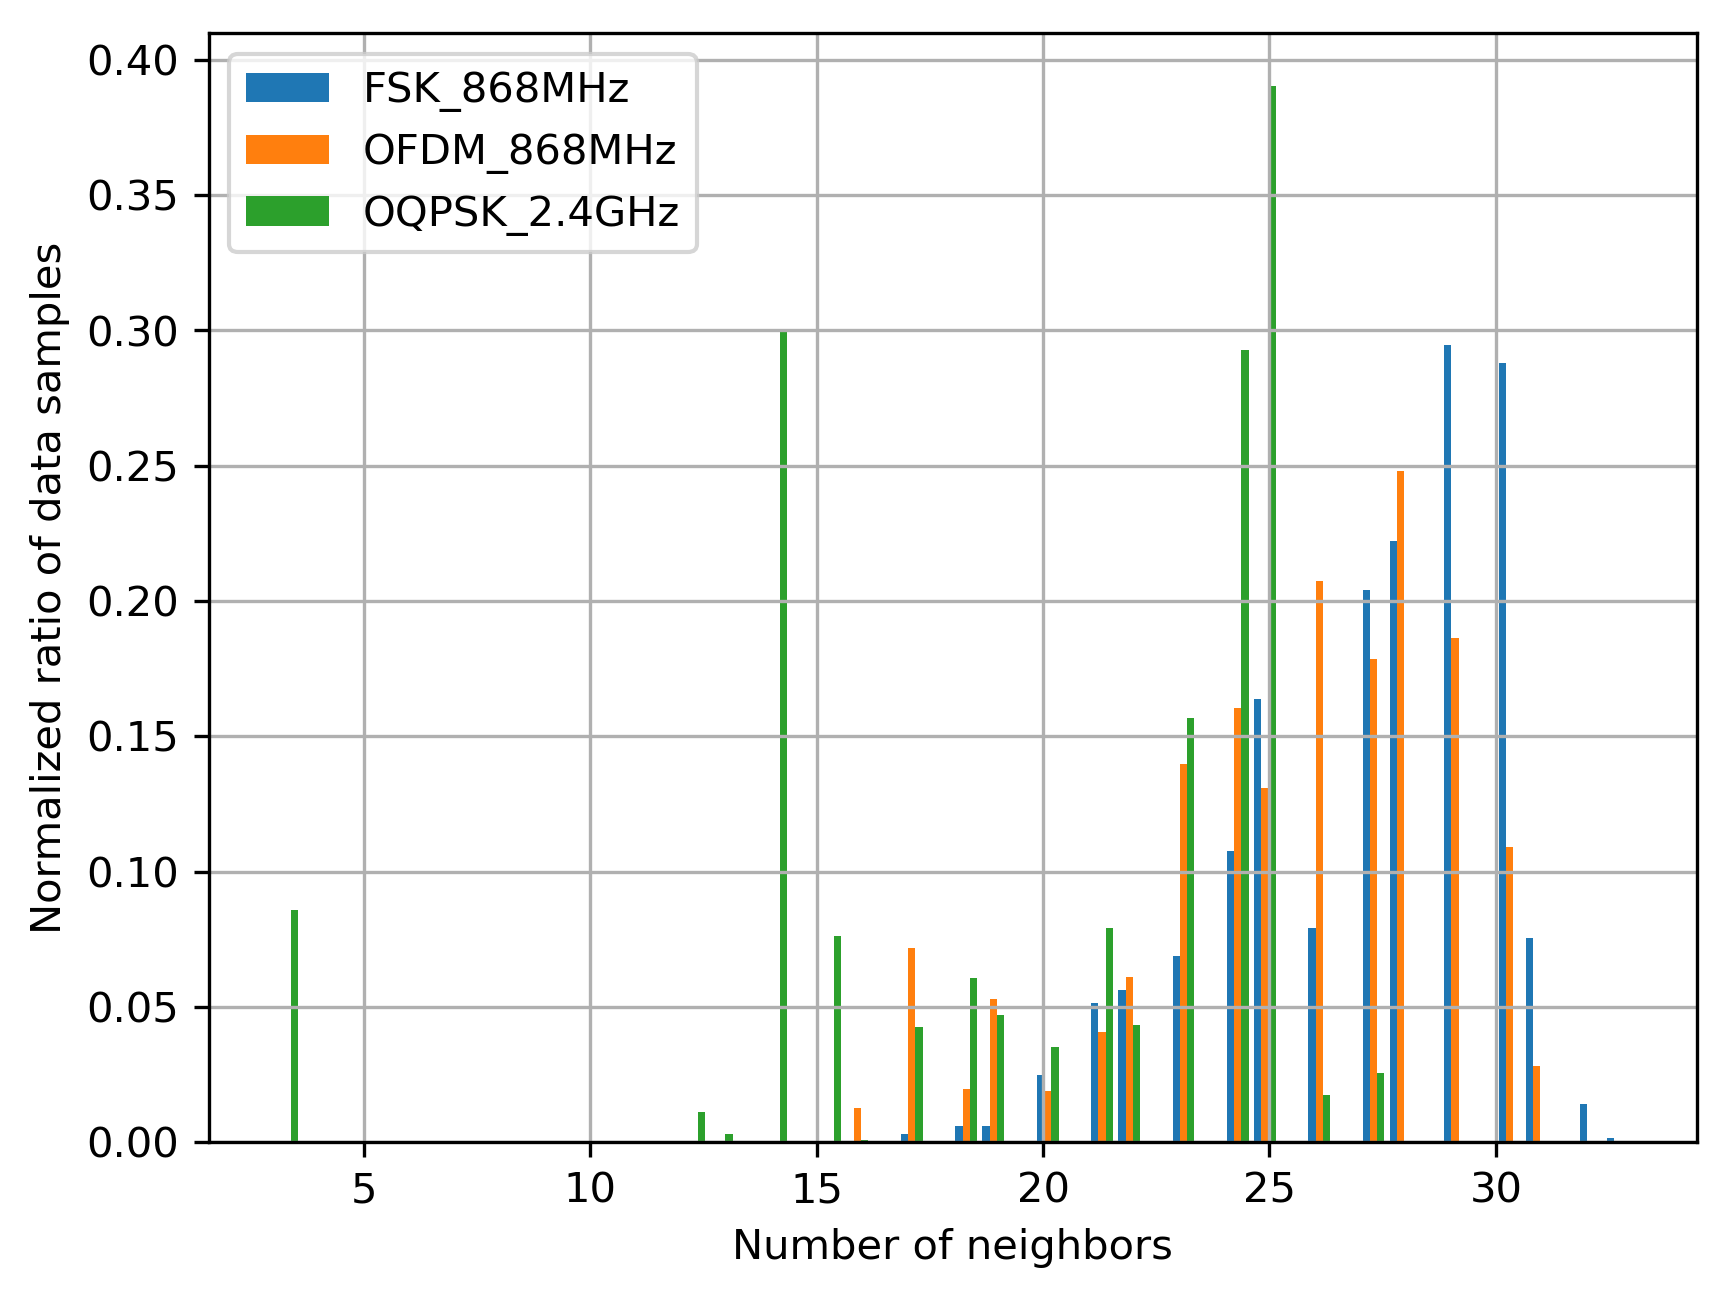 FSK_868MHz
OFDM_868MHz
OQPSK_2.4GHz
Normalized ratio of data samples
0.40
0.35
0.30
0.25
0.20
0.15
0.10
0.05
0.00
5 10 15 20 25 30
Number of neighbors